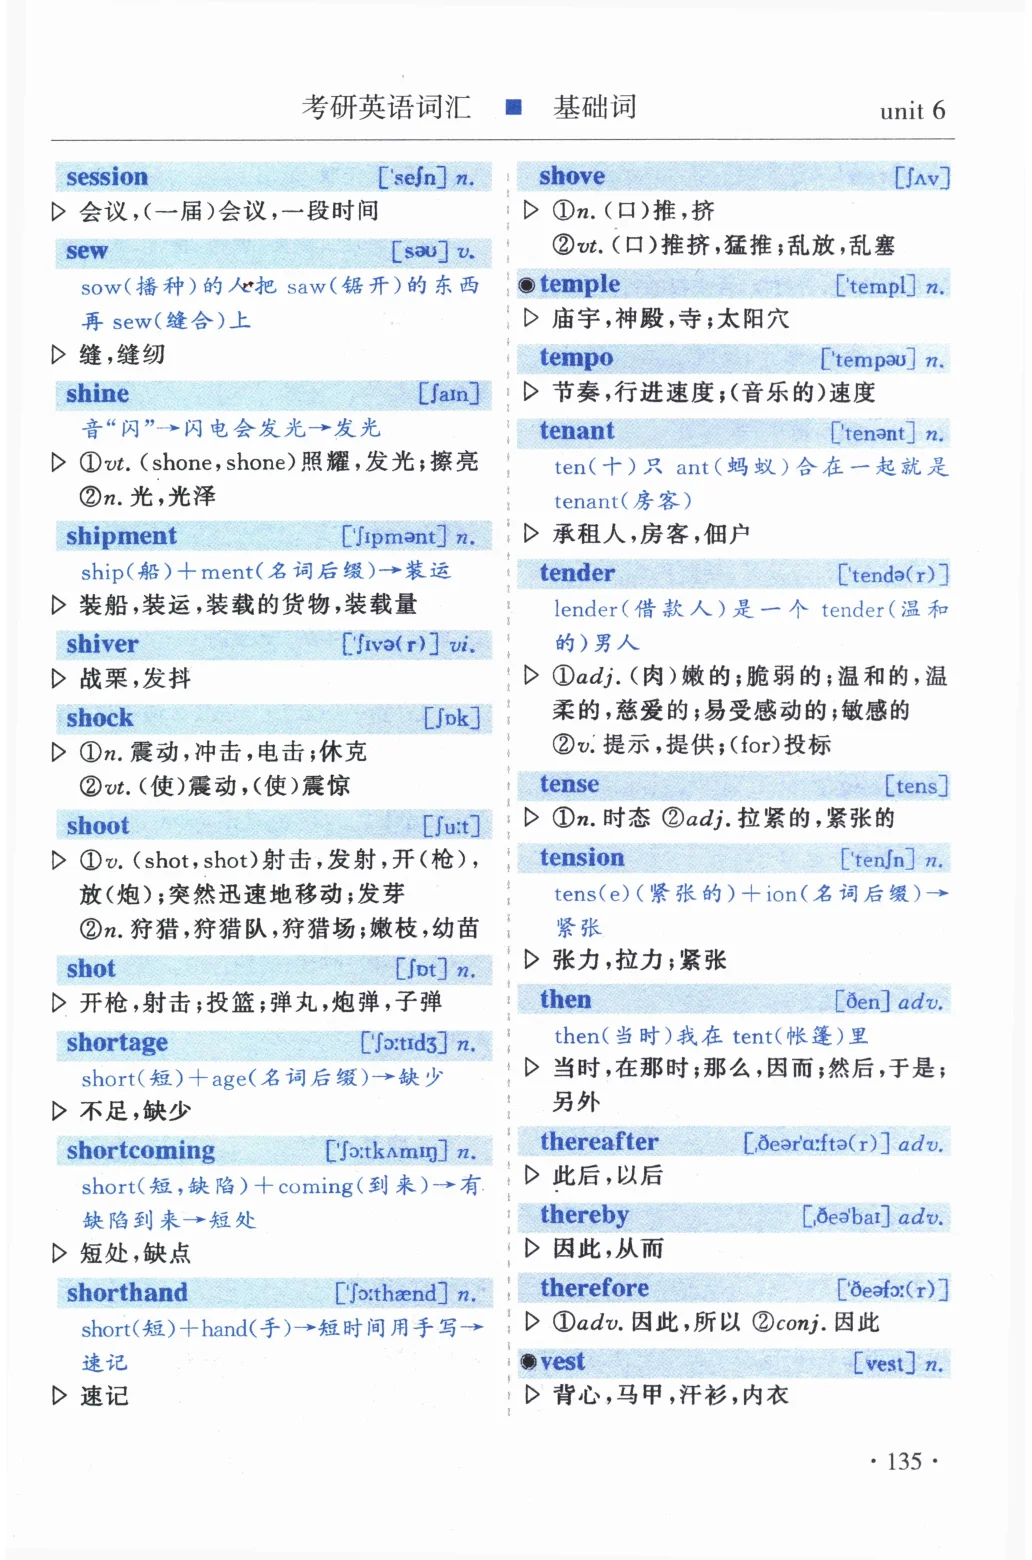 考研英语词汇 ■ 基础词 unit 6
session ['seʃn] n.
▷ 会议,(一届)会议,一段时间
sew [səʊ] v.
sow(播种)的人把 saw(锯开)的东西
再 sew(缝合)上
▷ 缝,缝纫
shine [ʃaɪn]
音“闪”→闪电会发光→发光
▷ ①vt. (shone,shone)照耀,发光;擦亮
②n. 光,光泽
shipment ['ʃɪpmənt] n.
ship(船)+ment(名词后缀)→装运
▷ 装船,装运,装载的货物,装载量
shiver ['ʃɪvə(r)] vi.
▷ 战栗,发抖
shock [ʃɒk]
▷ ①n. 震动,冲击,电击;休克
②vt. (使)震动,(使)震惊
shoot [ʃuːt]
▷ ①v. (shot,shot)射击,发射,开(枪),
放(炮);突然迅速地移动;发芽
②n. 狩猎,狩猎队,狩猎场;嫩枝,幼苗
shot [ʃɒt] n.
▷ 开枪,射击;投篮;弹丸,炮弹,子弹
shortage ['ʃɔːtɪdʒ] n.
short(短)+age(名词后缀)→缺少
▷ 不足,缺少
shortcoming ['ʃɔːtkʌmɪŋ] n.
short(短,缺陷)+coming(到来)→有
缺陷到来→短处
▷ 短处,缺点
shorthand ['ʃɔːthænd] n.
short(短)+hand(手)→短时间用手写→
速记
▷ 速记
shove [ʃʌv]
▷ ①n. (口)推,挤
②vt. (口)推挤,猛推;乱放,乱塞
◉temple ['templ] n.
▷ 庙宇,神殿,寺;太阳穴
tempo ['tempəʊ] n.
▷ 节奏,行进速度;(音乐的)速度
tenant ['tenənt] n.
ten(十)只 ant(蚂蚁)合在一起就是
tenant(房客)
▷ 承租人,房客,佃户
tender ['tendə(r)]
lender(借款人)是一个 tender(温和
的)男人
▷ ①adj. (肉)嫩的;脆弱的;温和的,温
柔的,慈爱的;易受感动的;敏感的
②v. 提示,提供;(for)投标
tense [tens]
▷ ①n. 时态 ②adj. 拉紧的,紧张的
tension ['tenʃn] n.
tens(e)(紧张的)+ion(名词后缀)→
紧张
▷ 张力,拉力;紧张
then [ðen] adv.
then(当时)我在 tent(帐篷)里
▷ 当时,在那时;那么,因而;然后,于是;
另外
thereafter [ˌðeər'ɑːftə(r)] adv.
▷ 此后,以后
thereby [ˌðeə'baɪ] adv.
▷ 因此,从而
therefore ['ðeəfɔː(r)]
▷ ①adv. 因此,所以 ②conj. 因此
◉vest [vest] n.
▷ 背心,马甲,汗衫,内衣
· 135 ·